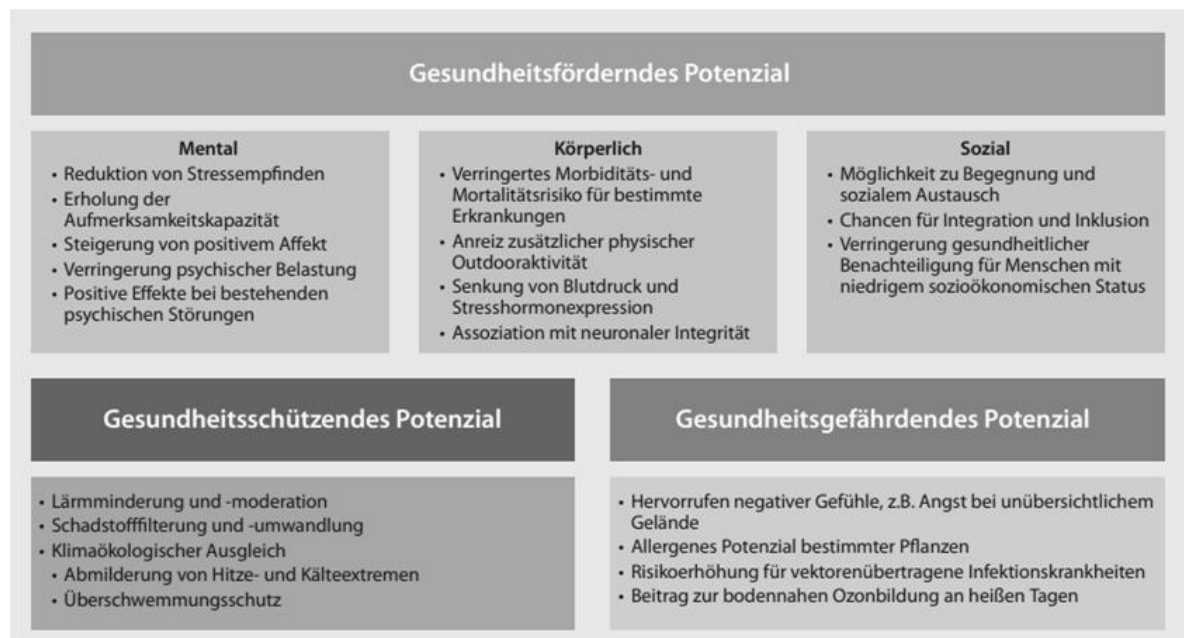 Gesundheitsförderndes Potenzial
Mental
• Reduktion von Stressempfinden
• Erholung der
Aufmerksamkeitskapazität
• Steigerung von positivem Affekt
• Verringerung psychischer Belastung
• Positive Effekte bei bestehenden
psychischen Störungen
Körperlich
• Verringertes Morbiditäts- und
Mortalitätsrisiko für bestimmte
Erkrankungen
• Anreiz zusätzlicher physischer
Outdooraktivität
• Senkung von Blutdruck und
Stresshormonexpression
• Assoziation mit neuronaler Integrität
Sozial
• Möglichkeit zu Begegnung und
sozialem Austausch
• Chancen für Integration und Inklusion
• Verringerung gesundheitlicher
Benachteiligung für Menschen mit
niedrigem sozioökonomischen Status
Gesundheitsschützendes Potenzial
• Lärmminderung und -moderation
• Schadstofffilterung und -umwandlung
• Klimaökologischer Ausgleich
• Abmilderung von Hitze- und Kälteextremen
• Überschwemmungsschutz
Gesundheitsgefährdendes Potenzial
• Hervorrufen negativer Gefühle, z.B. Angst bei unübersichtlichem
Gelände
• Allergenes Potenzial bestimmter Pflanzen
• Risikoerhöhung für vektorenübertragene Infektionskrankheiten
• Beitrag zur bodennahen Ozonbildung an heißen Tagen